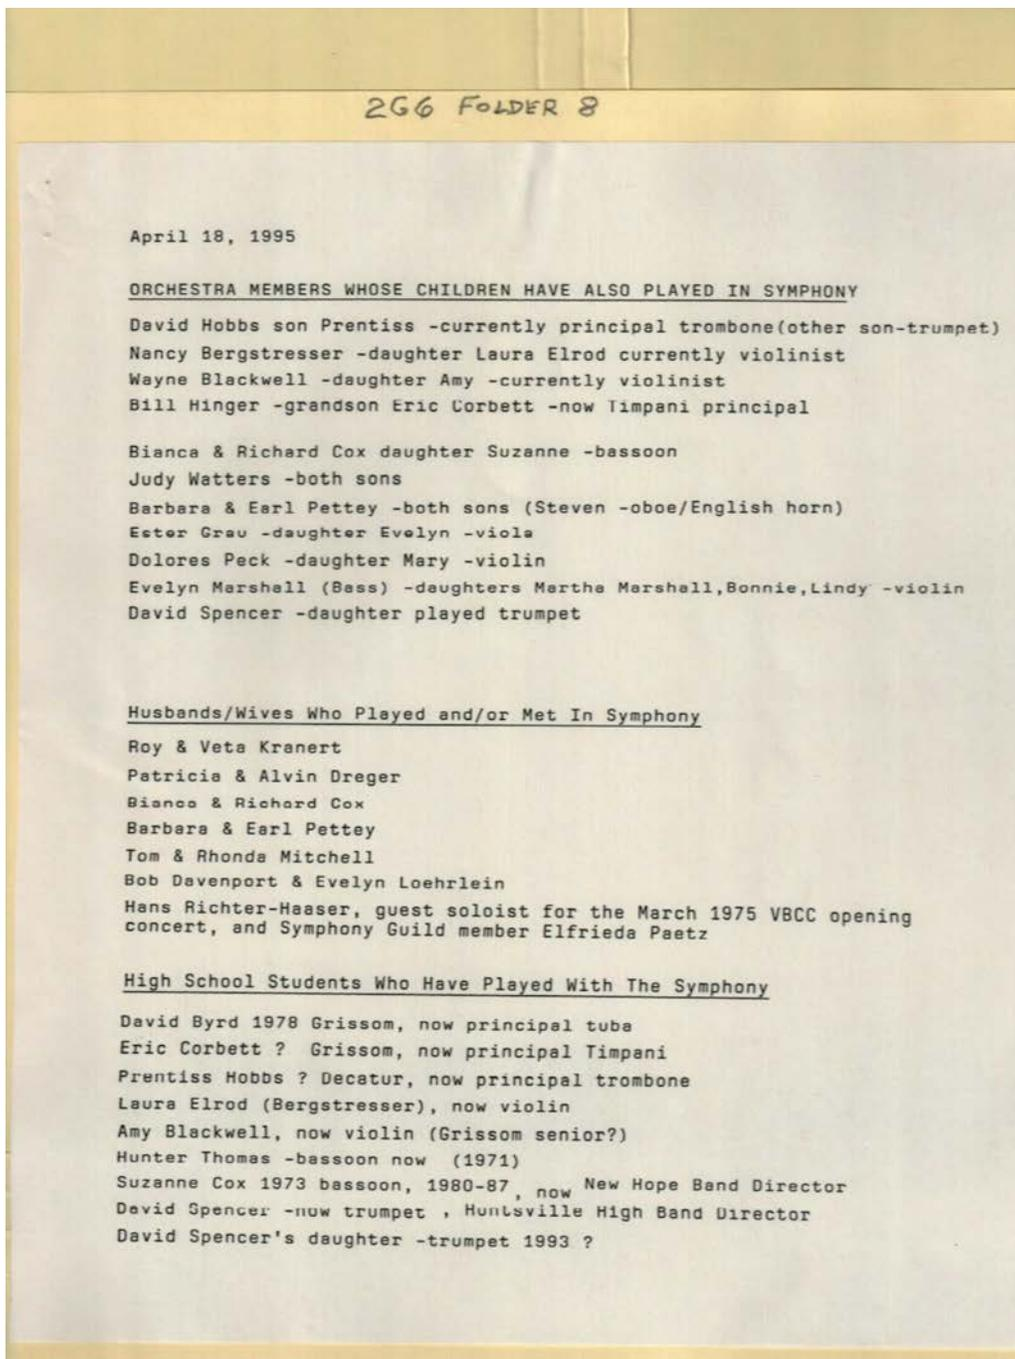 2G6 FOLDER 8
April 18, 1995
ORCHESTRA MEMBERS WHOSE CHILDREN HAVE ALSO PLAYED IN SYMPHONY
David Hobbs son Prentiss -currently principal trombone(other son-trumpet)
Nancy Bergstresser -daughter Laura Elrod currently violinist
Wayne Blackwell -daughter Amy -currently violinist
Bill Hinger -grandson Eric Corbett -now Timpani principal
Bianca & Richard Cox daughter Suzanne -bassoon
Judy Watters -both sons
Barbara & Earl Pettey -both sons (Steven -oboe/English horn)
Ester Grau -daughter Evelyn -viola
Dolores Peck -daughter Mary -violin
Evelyn Marshall (Bass) -daughters Martha Marshall,Bonnie,Lindy -violin
David Spencer -daughter played trumpet
Husbands/Wives Who Played and/or Met In Symphony
Roy & Veta Kranert
Patricia & Alvin Dreger
Bianca & Richard Cox
Barbara & Earl Pettey
Tom & Rhonda Mitchell
Bob Davenport & Evelyn Loehrlein
Hans Richter-Haaser, guest soloist for the March 1975 VBCC opening
concert, and Symphony Guild member Elfrieda Paetz
High School Students Who Have Played With The Symphony
David Byrd 1978 Grissom, now principal tuba
Eric Corbett ? Grissom, now principal Timpani
Prentiss Hobbs ? Decatur, now principal trombone
Laura Elrod (Bergstresser), now violin
Amy Blackwell, now violin (Grissom senior?)
Hunter Thomas -bassoon now (1971)
Suzanne Cox 1973 bassoon, 1980-87, now New Hope Band Director
David Spencer -now trumpet , Huntsville High Band Director
David Spencer's daughter -trumpet 1993 ?